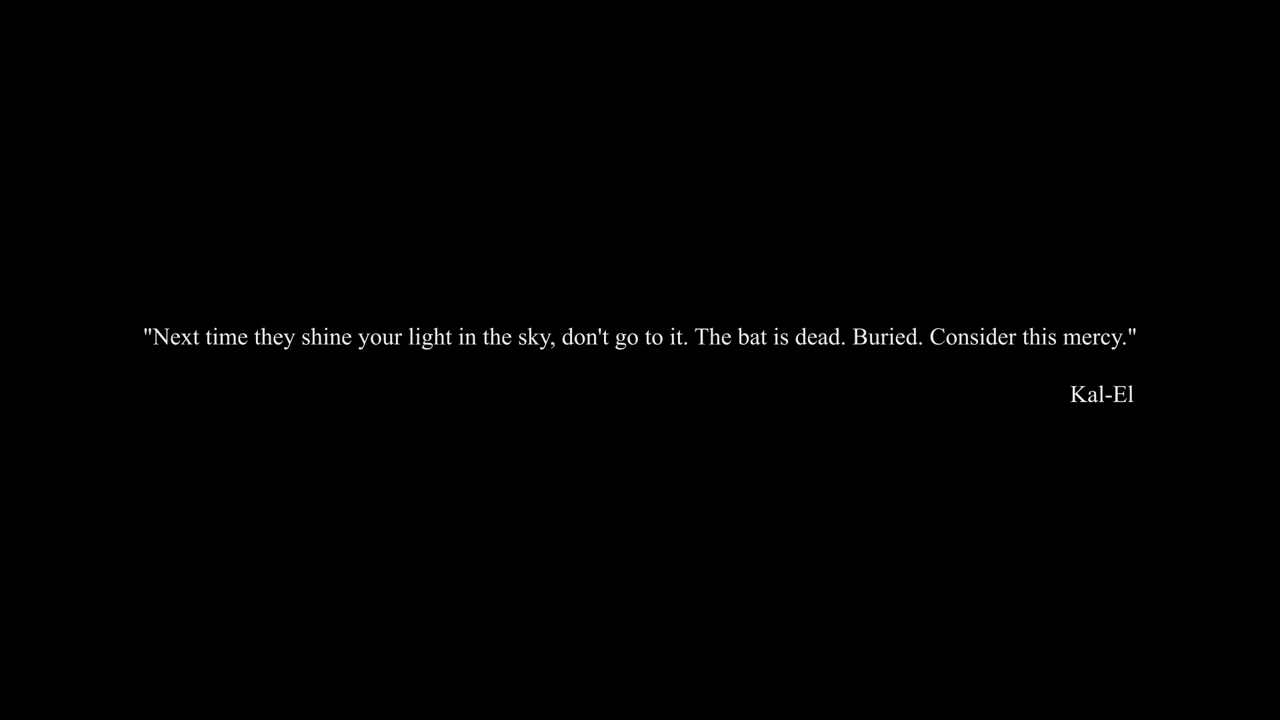 "Next time they shine your light in the sky, don't go to it. The bat is dead. Buried. Consider this mercy."
Kal-El